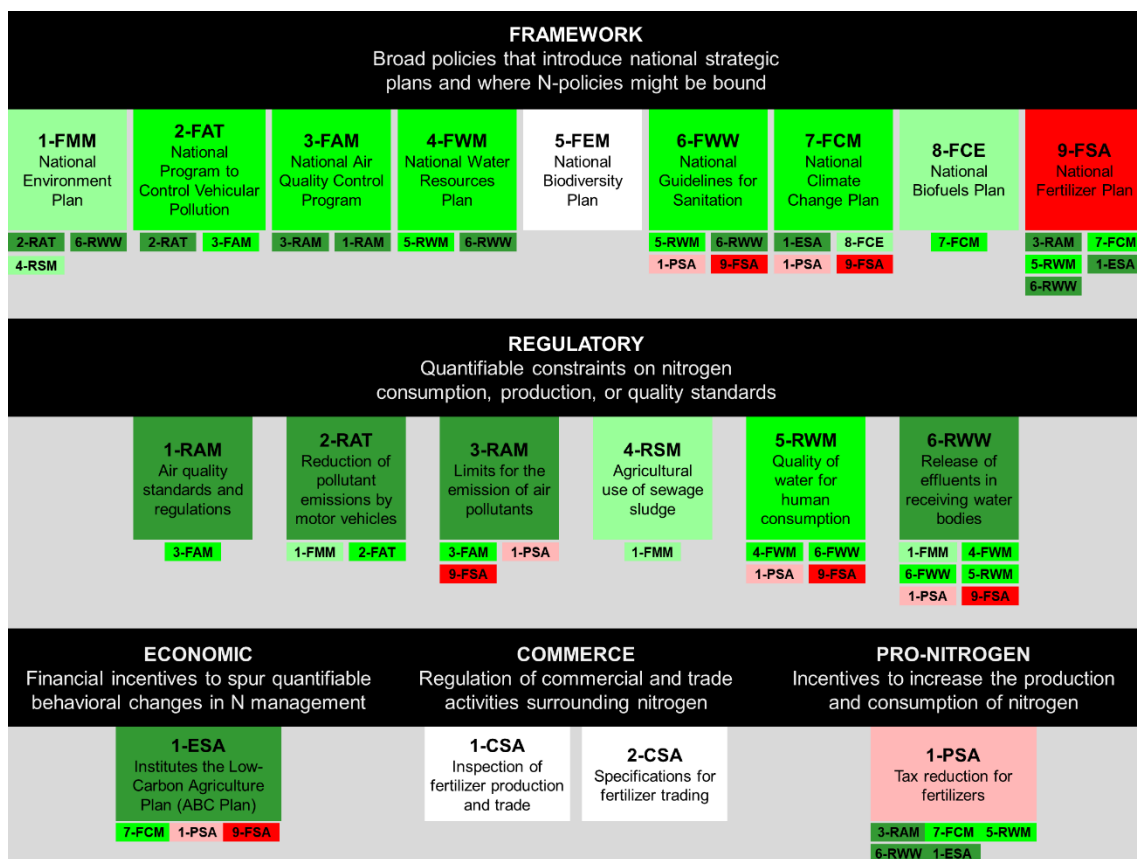 FRAMEWORK
Broad policies that introduce national strategic
plans and where N-policies might be bound
1-FMM
National
Environment
Plan
2-RAT 6-RWW
4-RSM
2-FAT
National
Program to
Control Vehicular
Pollution
2-RAT 3-FAM
3-FAM
National Air
Quality Control
Program
3-RAM 1-RAM
4-FWM
National Water
Resources
Plan
5-RWM 6-RWW
5-FEM
National
Biodiversity
Plan
6-FWW
National
Guidelines for
Sanitation
5-RWM 6-RWW
1-PSA 9-FSA
7-FCM
National
Climate
Change Plan
1-ESA 8-FCE
1-PSA 9-FSA
8-FCE
National
Biofuels Plan
7-FCM
9-FSA
National
Fertilizer Plan
3-RAM 7-FCM
5-RWM 1-ESA
6-RWW
REGULATORY
Quantifiable constraints on nitrogen
consumption, production, or quality standards
1-RAM
Air quality
standards and
regulations
3-FAM
2-RAT
Reduction of
pollutant
emissions by
motor vehicles
1-FMM 2-FAT
3-RAM
Limits for the
emission of air
pollutants
3-FAM 1-PSA
9-FSA
4-RSM
Agricultural
use of sewage
sludge
1-FMM
5-RWM
Quality of
water for
human
consumption
4-FWM 6-FWW
1-PSA 9-FSA
6-RWW
Release of
effluents in
receiving water
bodies
1-FMM 4-FWM
6-FWW 5-RWM
1-PSA 9-FSA
ECONOMIC
Financial incentives to spur quantifiable
behavioral changes in N management
1-ESA
Institutes the Low-
Carbon Agriculture
Plan (ABC Plan)
7-FCM 1-PSA 9-FSA
COMMERCE
Regulation of commercial and trade
activities surrounding nitrogen
1-CSA
Inspection of
fertilizer production
and trade
2-CSA
Specifications for
fertilizer trading
PRO-NITROGEN
Incentives to increase the production
and consumption of nitrogen
1-PSA
Tax reduction for
fertilizers
3-RAM 7-FCM 5-RWM
6-RWW 1-ESA